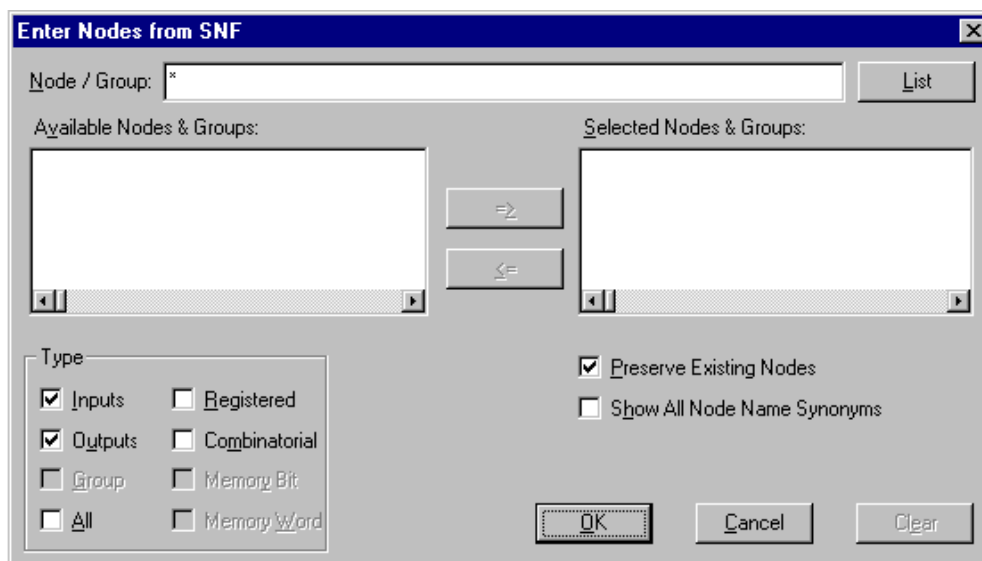 Enter Nodes from SNF
Node / Group: * List
Available Nodes & Groups: Selected Nodes & Groups:
=>
<=
Type
Inputs Registered
Outputs Combinatorial
Group Memory Bit
All Memory Word
Preserve Existing Nodes
Show All Node Name Synonyms
OK Cancel Clear